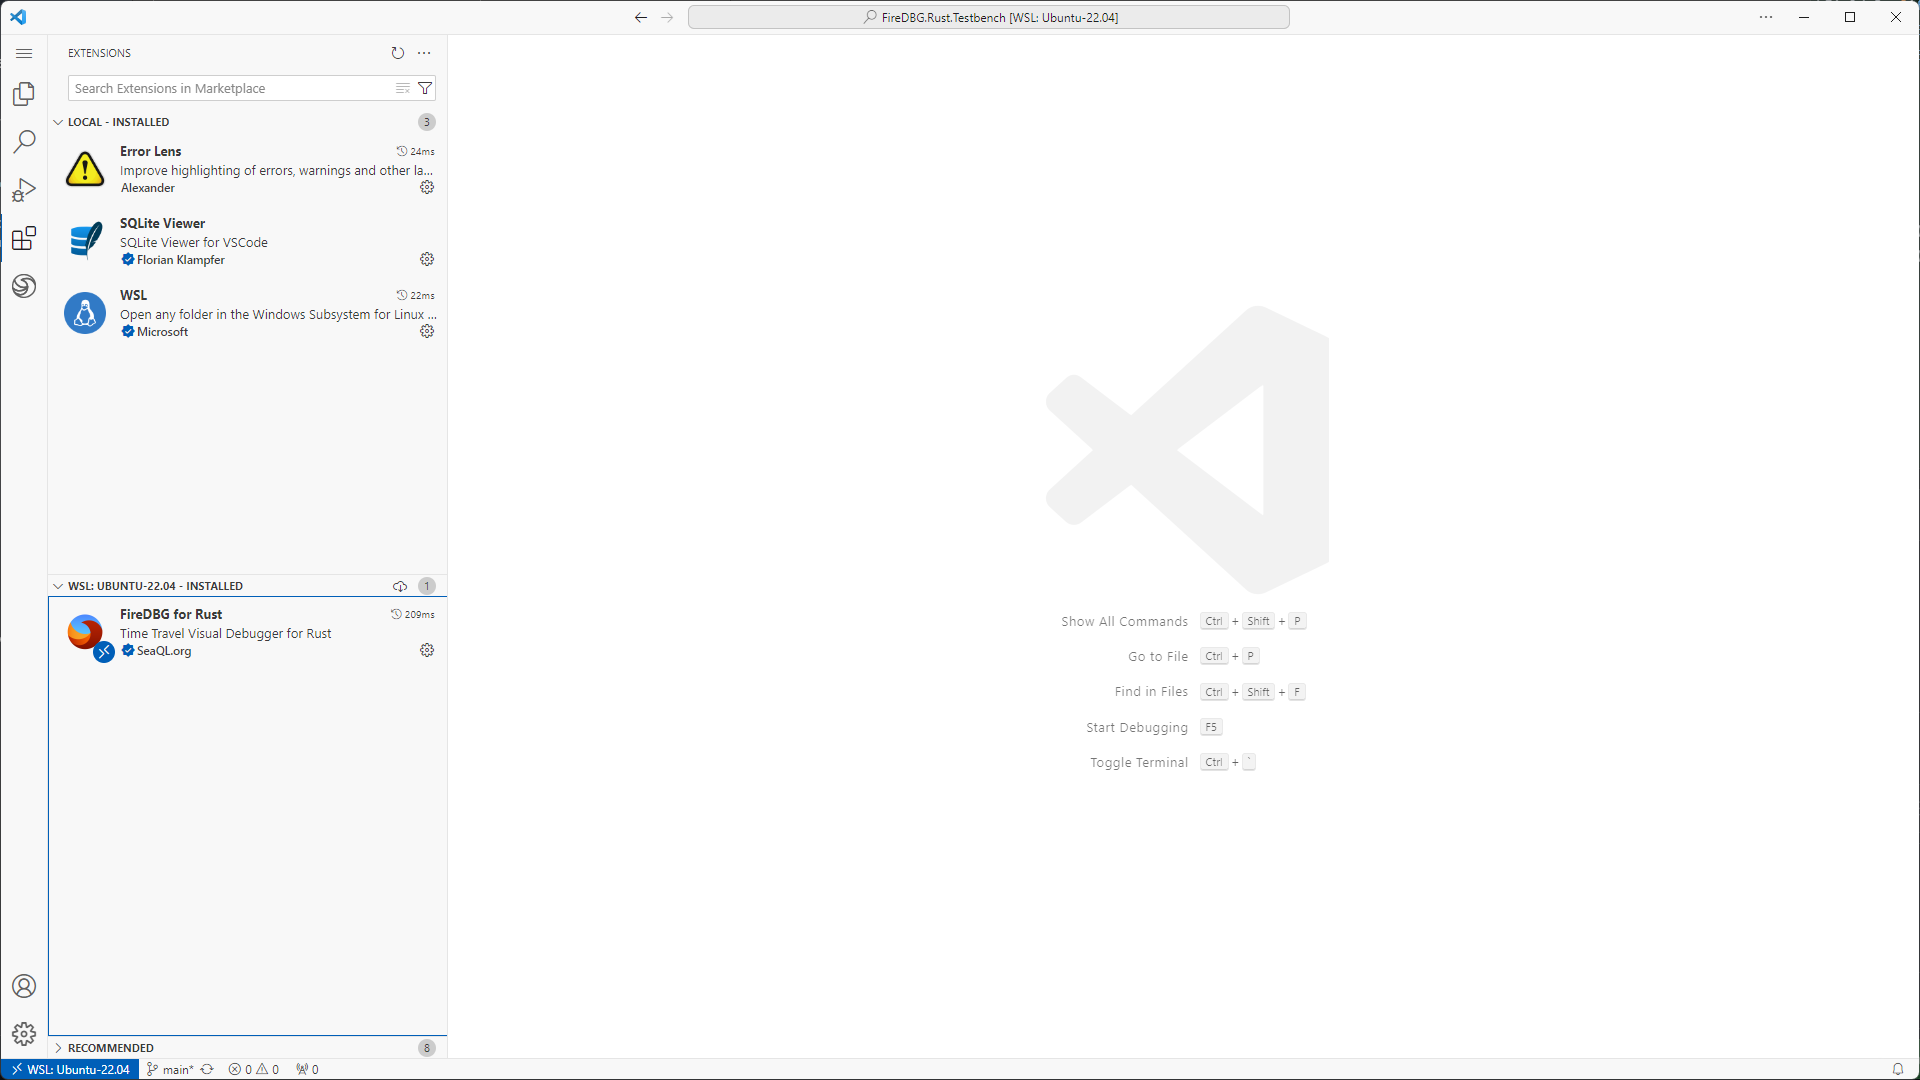 FireDBG.Rust.Testbench [WSL: Ubuntu-22.04]
EXTENSIONS
Search Extensions in Marketplace
LOCAL - INSTALLED 3
Error Lens 24ms
Improve highlighting of errors, warnings and other la...
Alexander
SQLite Viewer
SQLite Viewer for VSCode
Florian Klampfer
WSL 22ms
Open any folder in the Windows Subsystem for Linux ...
Microsoft
WSL: UBUNTU-22.04 - INSTALLED 1
FireDBG for Rust 209ms
Time Travel Visual Debugger for Rust
SeaQL.org
RECOMMENDED 8
Show All Commands Ctrl + Shift + P
Go to File Ctrl + P
Find in Files Ctrl + Shift + F
Start Debugging F5
Toggle Terminal Ctrl + `
WSL: Ubuntu-22.04 main* 0 0 0